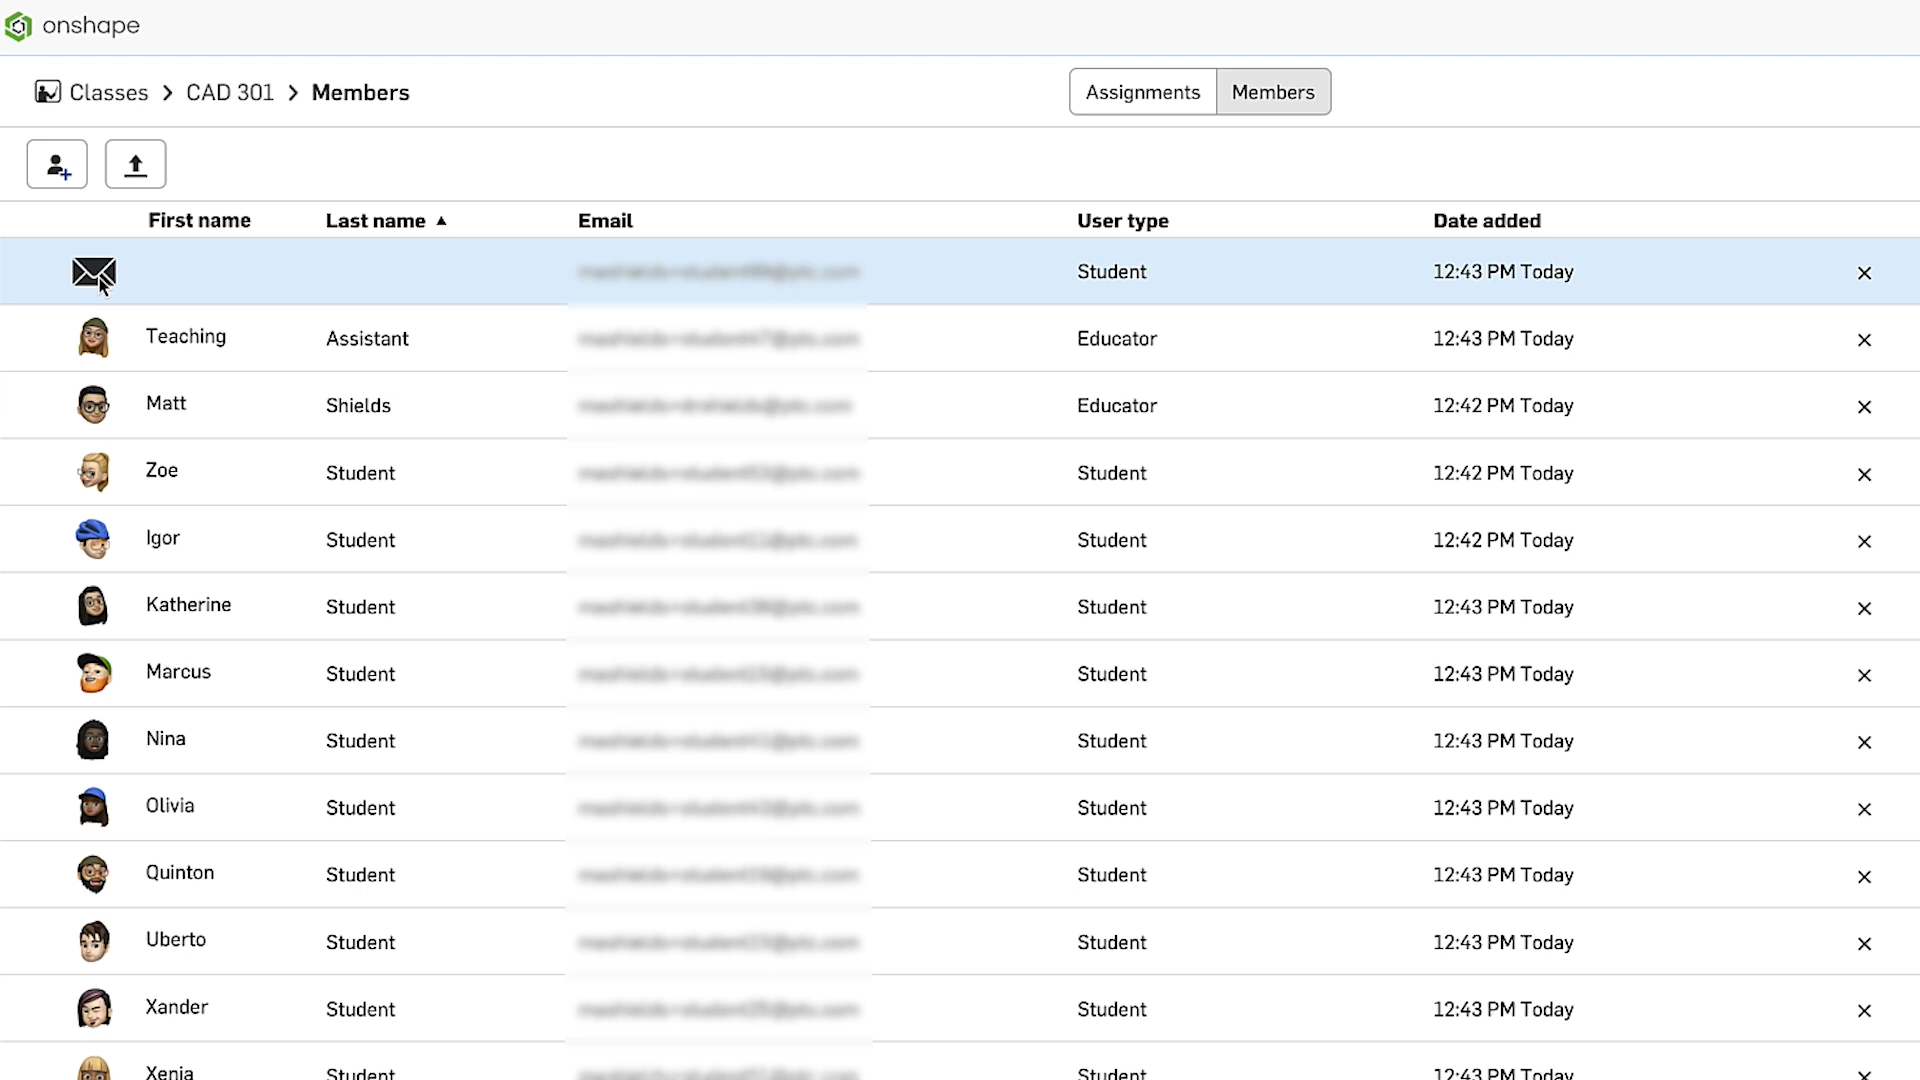 onshape
Classes > CAD 301 > Members
Assignments Members
First name Last name ▲ Email User type Date added
Student 12:43 PM Today ×
Teaching Assistant Educator 12:43 PM Today ×
Matt Shields Educator 12:42 PM Today ×
Zoe Student Student 12:42 PM Today ×
Igor Student Student 12:42 PM Today ×
Katherine Student Student 12:43 PM Today ×
Marcus Student Student 12:43 PM Today ×
Nina Student Student 12:43 PM Today ×
Olivia Student Student 12:43 PM Today ×
Quinton Student Student 12:43 PM Today ×
Uberto Student Student 12:43 PM Today ×
Xander Student Student 12:43 PM Today ×
Xenia Student Student 12:43 PM Today ×